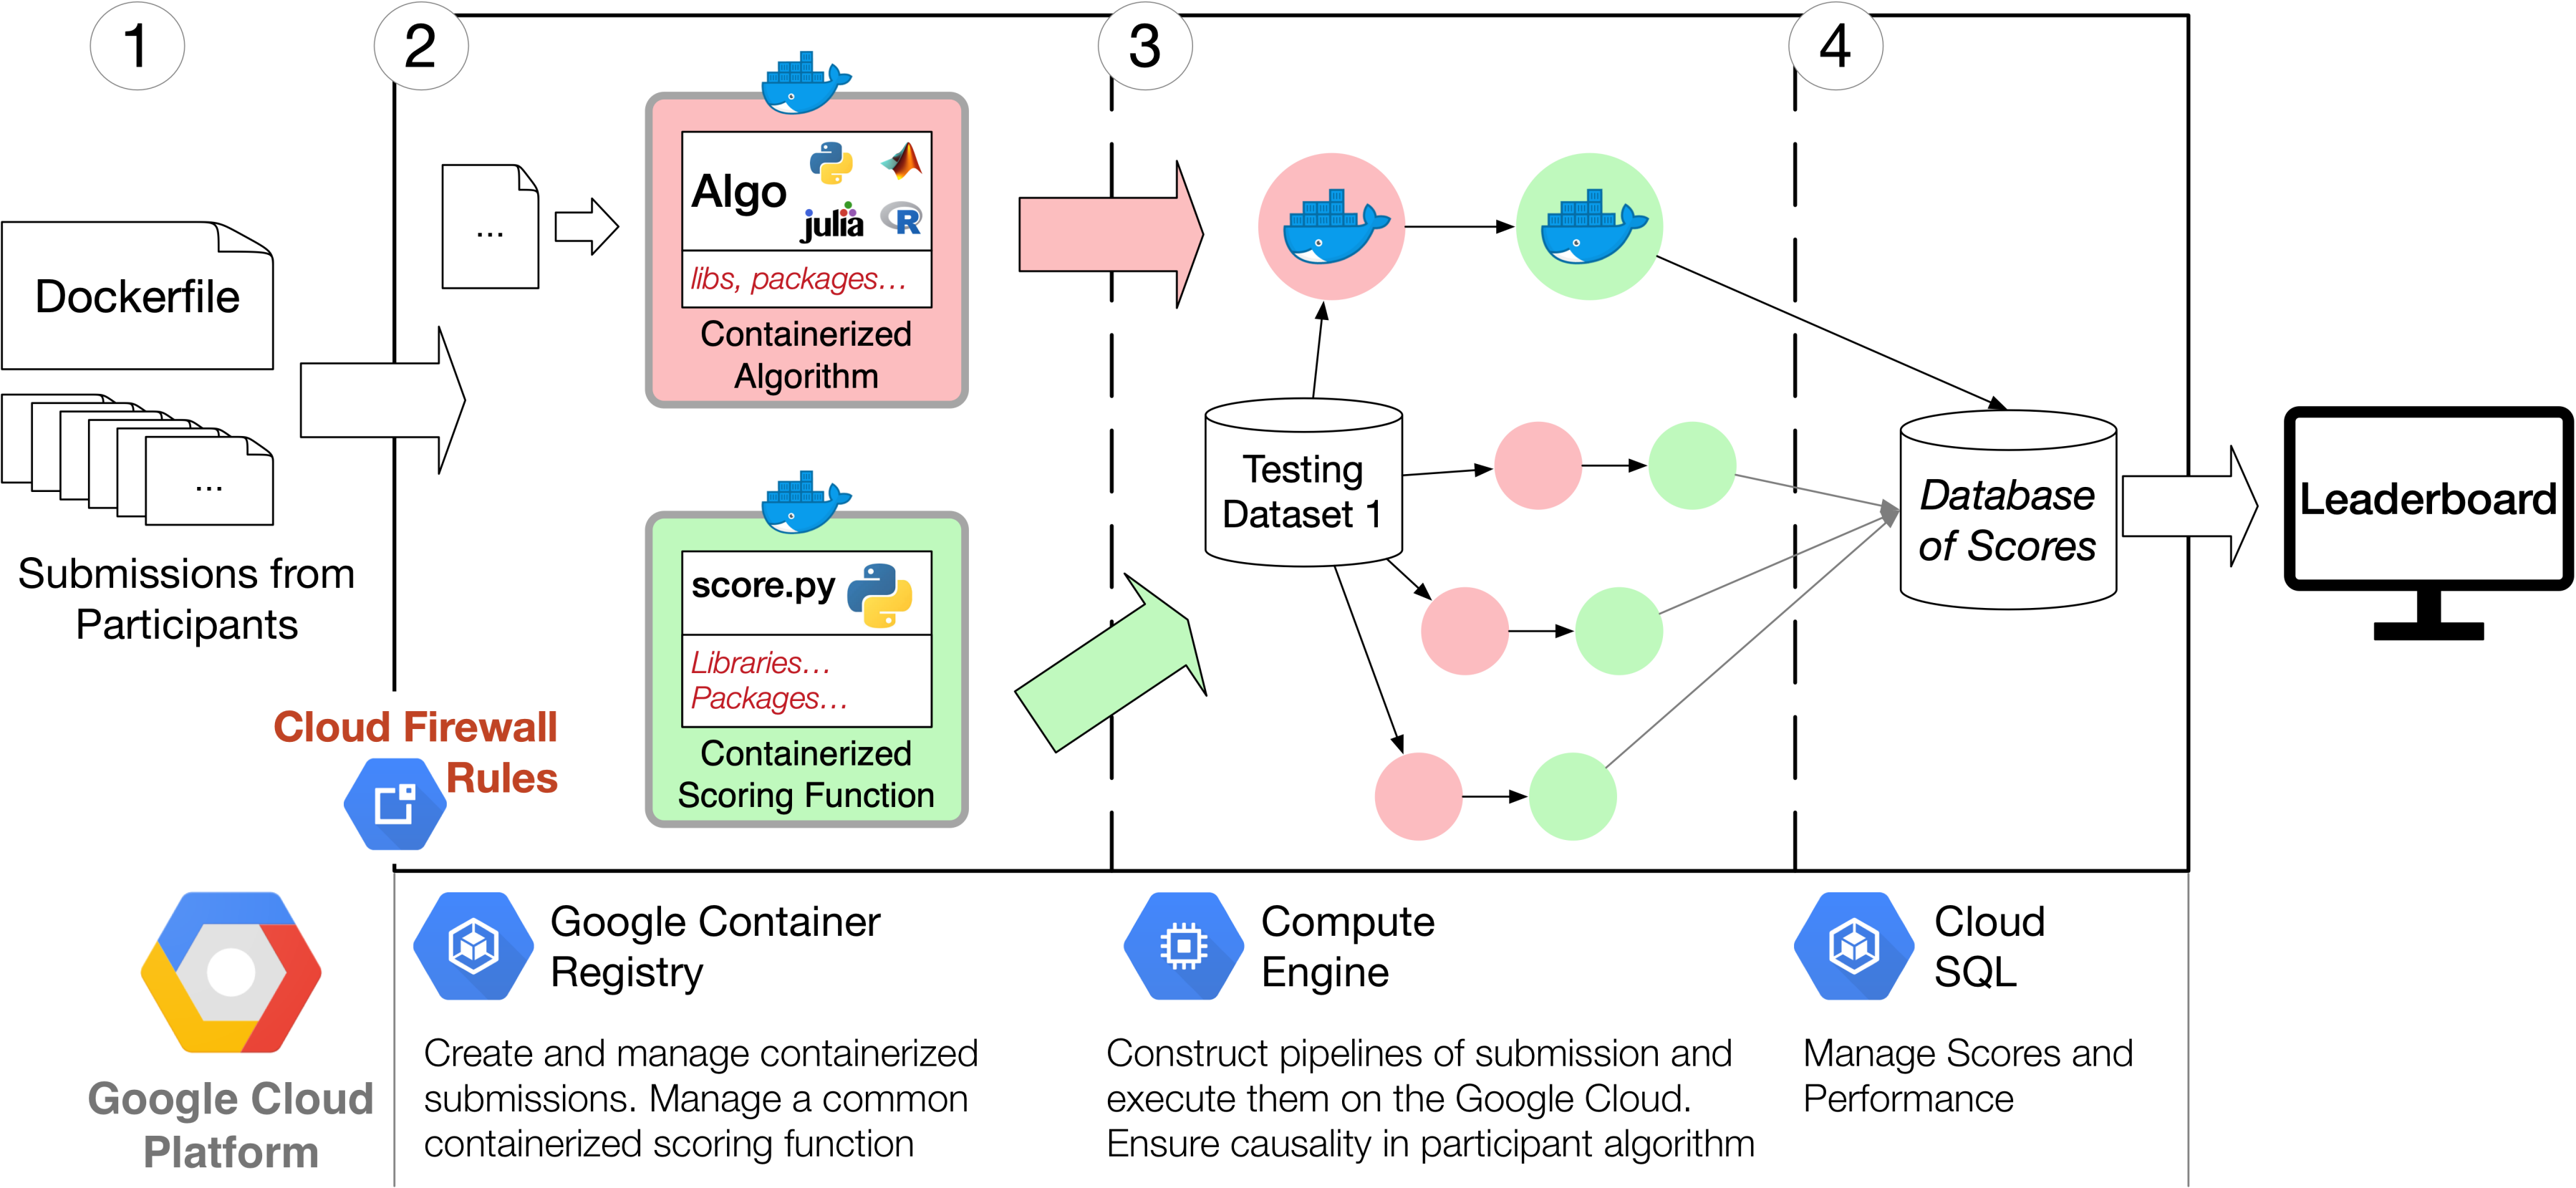 1
2
3
4
Dockerfile
...
Submissions from
Participants
Cloud Firewall
Rules
...
Algo
julia
R
libs, packages...
Containerized
Algorithm
score.py
Libraries...
Packages...
Containerized
Scoring Function
Testing
Dataset 1
Database
of Scores
Leaderboard
Google Cloud
Platform
Google Container
Registry
Create and manage containerized
submissions. Manage a common
containerized scoring function
Compute
Engine
Construct pipelines of submission and
execute them on the Google Cloud.
Ensure causality in participant algorithm
Cloud
SQL
Manage Scores and
Performance